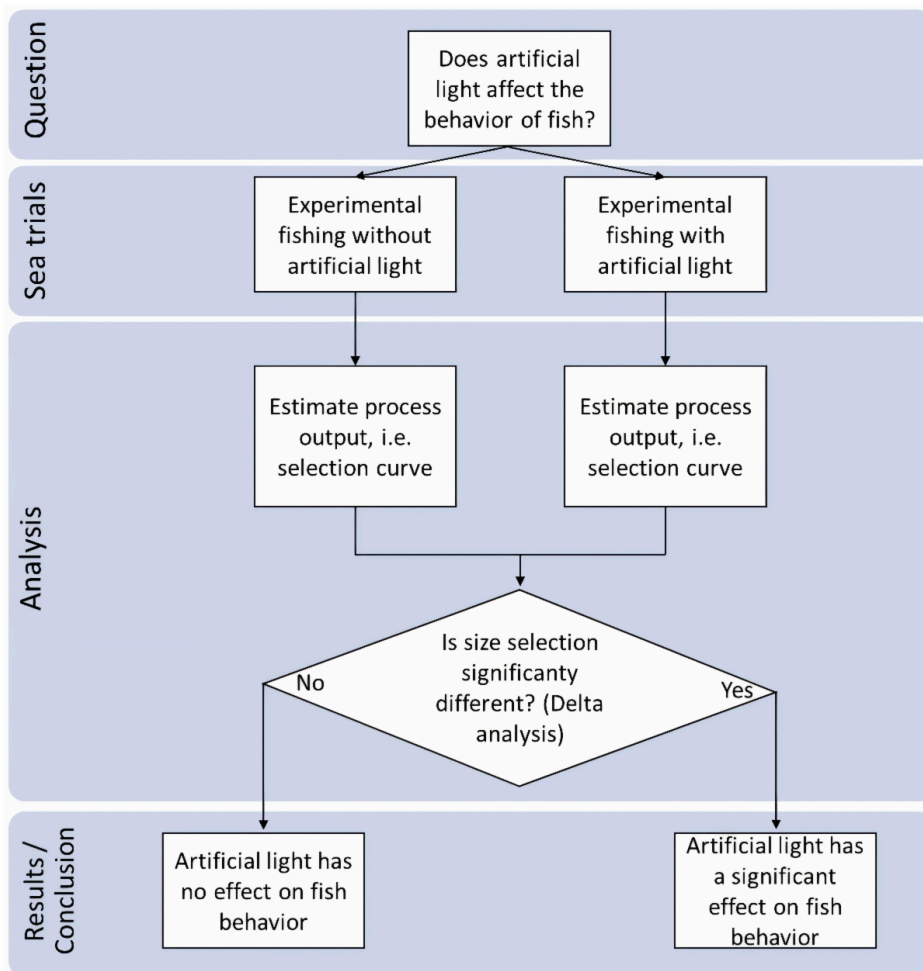 Question
Does artificial
light affect the
behavior of fish?
Sea trials
Experimental
fishing without
artificial light
Experimental
fishing with
artificial light
Analysis
Estimate process
output, i.e.
selection curve
Estimate process
output, i.e.
selection curve
Is size selection
significanty
different? (Delta
analysis)
No
Yes
Results /
Conclusion
Artificial light has
no effect on fish
behavior
Artificial light has
a significant
effect on fish
behavior